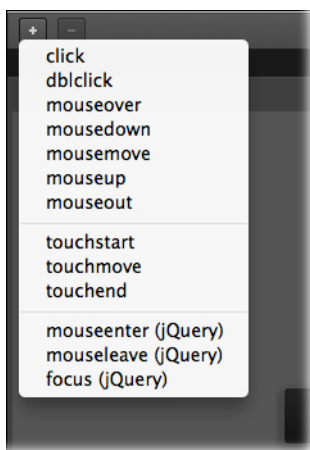 click
dblclick
mouseover
mousedown
mousemove
mouseup
mouseout
touchstart
touchmove
touchend
mouseenter (jQuery)
mouseleave (jQuery)
focus (jQuery)